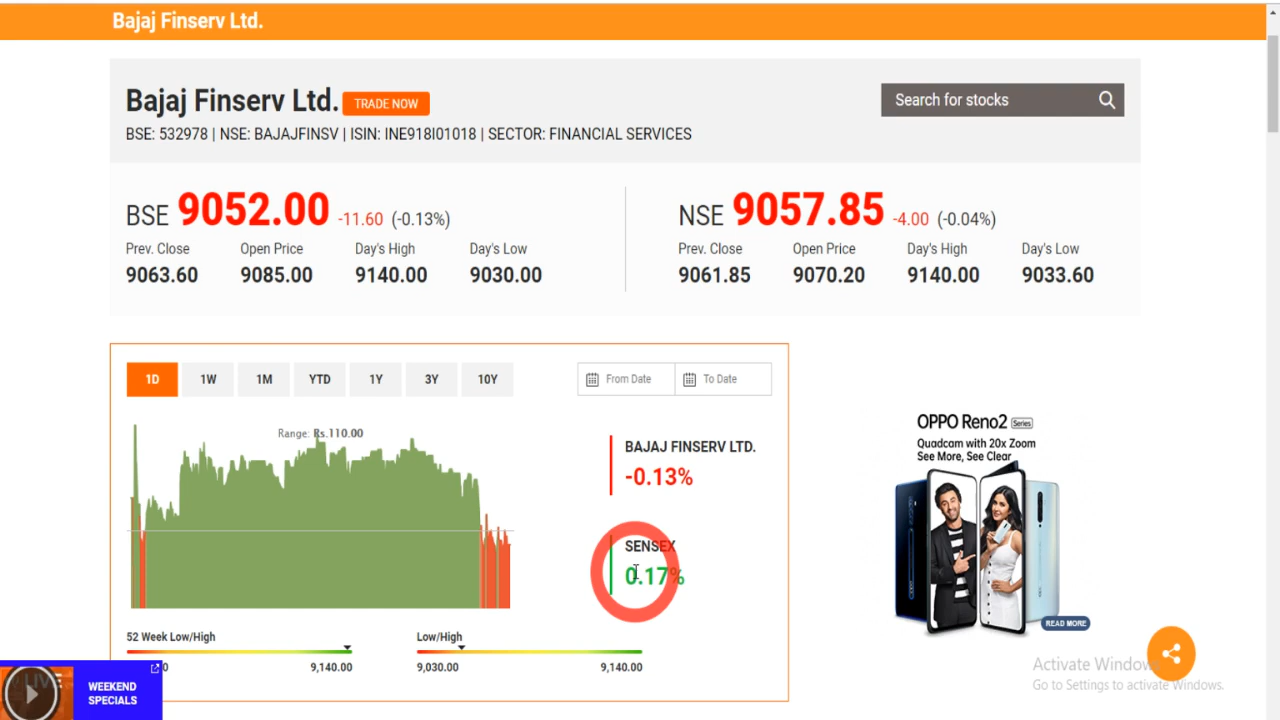 Bajaj Finserv Ltd.
Bajaj Finserv Ltd. TRADE NOW
Search for stocks
BSE: 532978 | NSE: BAJAJFINSV | ISIN: INE918I01018 | SECTOR: FINANCIAL SERVICES
BSE 9052.00 -11.60 (-0.13%)
Prev. Close Open Price Day's High Day's Low
9063.60 9085.00 9140.00 9030.00
NSE 9057.85 -4.00 (-0.04%)
Prev. Close Open Price Day's High Day's Low
9061.85 9070.20 9140.00 9033.60
1D 1W 1M YTD 1Y 3Y 10Y
From Date To Date
Range: Rs.110.00
BAJAJ FINSERV LTD.
-0.13%
SENSEX
0.17%
52 Week Low/High
9,140.00
Low/High
9,030.00 9,140.00
OPPO Reno2 Series
Quadcam with 20x Zoom
See More, See Clear
READ MORE
LIVE
WEEKEND
SPECIALS
Activate Windows
Go to Settings to activate Windows.